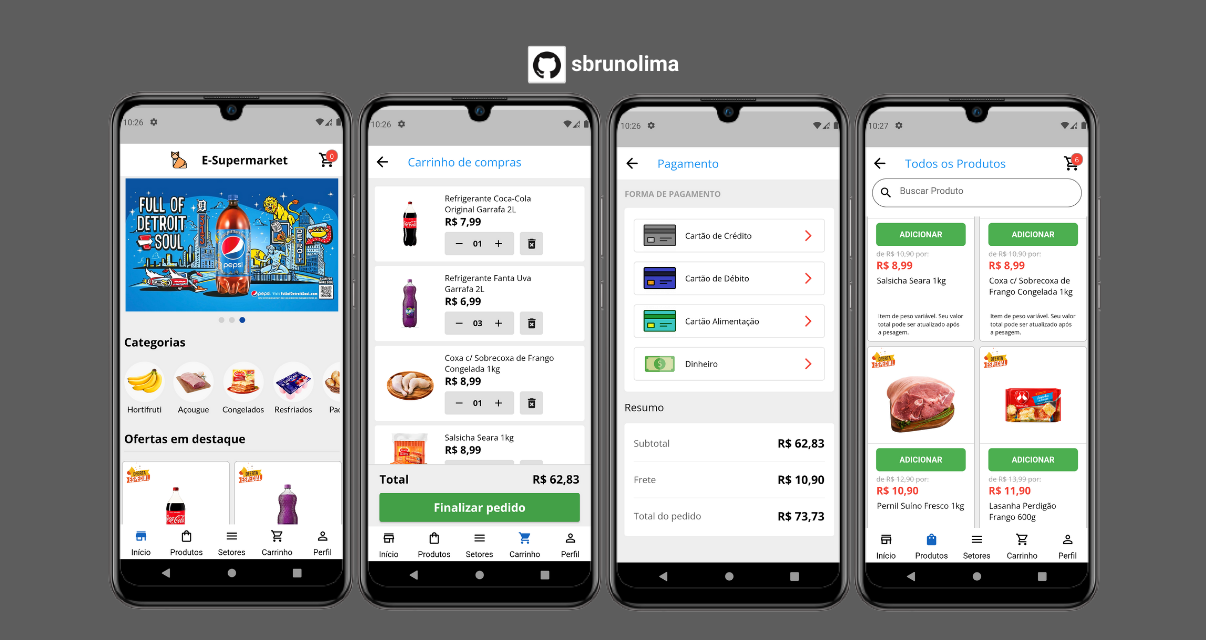 sbrunolima
10:26
E-Supermarket
0
FULL OF
DETROIT
SOUL
pepsi
Categorias
Hortifruti
Açougue
Congelados
Resfriados
Ofertas em destaque
OFERTA
OFERTA
Coca-Cola
Início
Produtos
Setores
Carrinho
Perfil
10:26
Carrinho de compras
Refrigerante Coca-Cola
Original Garrafa 2L
R$ 7,99
01
Refrigerante Fanta Uva
Garrafa 2L
R$ 6,99
03
Coxa c/ Sobrecoxa de Frango
Congelada 1kg
R$ 8,99
01
Salsicha Seara 1kg
R$ 8,99
Total
R$ 62,83
Finalizar pedido
Início
Produtos
Setores
Carrinho
Perfil
10:26
Pagamento
FORMA DE PAGAMENTO
Cartão de Crédito
Cartão de Débito
Cartão Alimentação
Dinheiro
Resumo
Subtotal
R$ 62,83
Frete
R$ 10,90
Total do pedido
R$ 73,73
10:27
Todos os Produtos
6
Buscar Produto
ADICIONAR
de R$ 10,90 por:
R$ 8,99
Salsicha Seara 1kg
Item de peso variável. Seu valor
total pode ser atualizado após
a pesagem.
ADICIONAR
de R$ 10,90 por:
R$ 8,99
Coxa c/ Sobrecoxa de
Frango Congelada 1kg
Item de peso variável. Seu valor
total pode ser atualizado após
a pesagem.
OFERTA
OFERTA
ADICIONAR
de R$ 12,90 por:
R$ 10,90
Pernil Suíno Fresco 1kg
ADICIONAR
de R$ 13,99 por:
R$ 11,90
Lasanha Perdigão
Frango 600g
Início
Produtos
Setores
Carrinho
Perfil